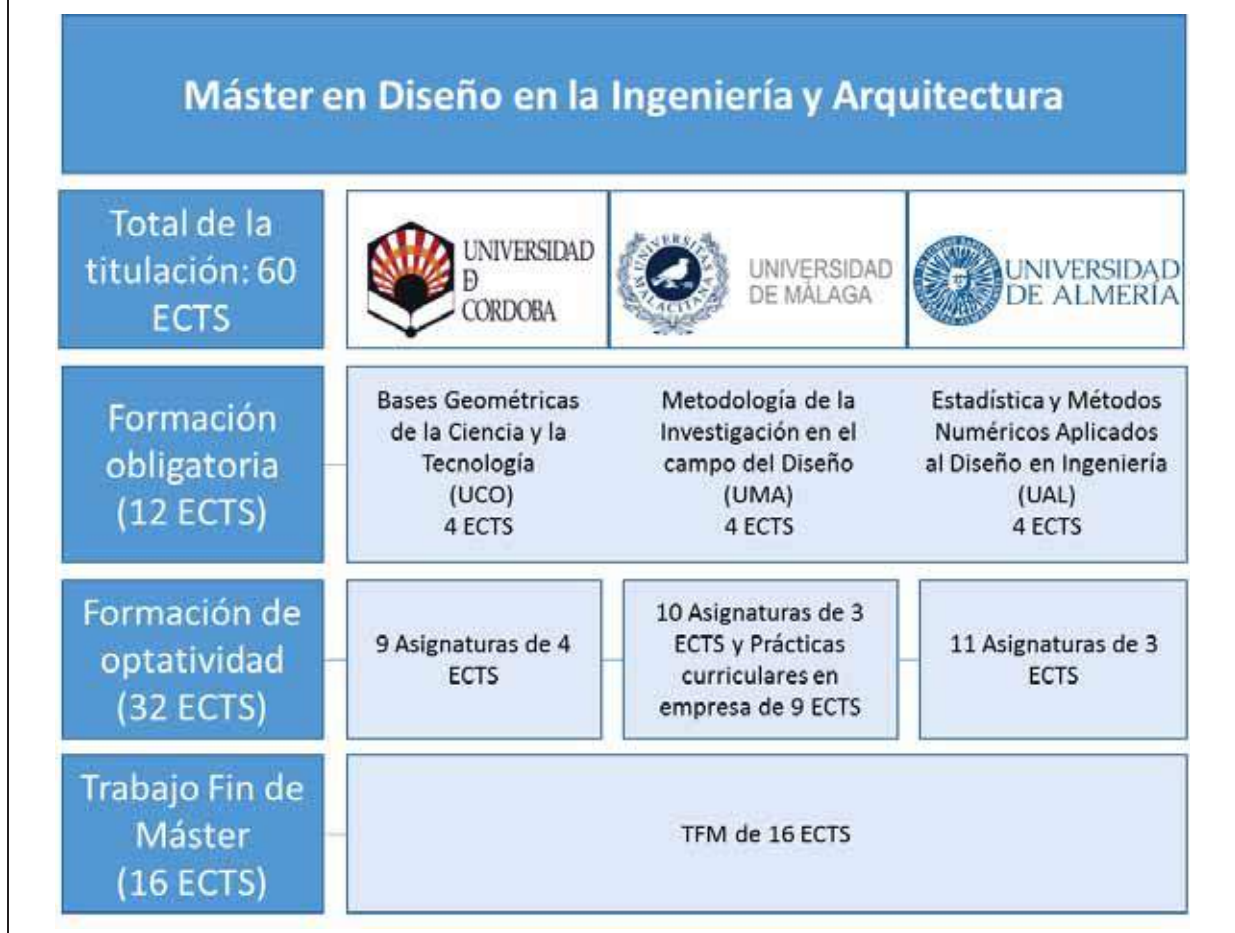 Máster en Diseño en la Ingeniería y Arquitectura
Total de la
titulación: 60
ECTS
UNIVERSIDAD
Ð
CORDOBA
UNIVERSITAS
MALACITANA
UNIVERSIDAD
DE MÁLAGA
UNIVERSIDAD
DE ALMERÍA
Formación
obligatoria
(12 ECTS)
Bases Geométricas
de la Ciencia y la
Tecnología
(UCO)
4 ECTS
Metodología de la
Investigación en el
campo del Diseño
(UMA)
4 ECTS
Estadística y Métodos
Numéricos Aplicados
al Diseño en Ingeniería
(UAL)
4 ECTS
Formación de
optatividad
(32 ECTS)
9 Asignaturas de 4
ECTS
10 Asignaturas de 3
ECTS y Prácticas
curriculares en
empresa de 9 ECTS
11 Asignaturas de 3
ECTS
Trabajo Fin de
Máster
(16 ECTS)
TFM de 16 ECTS